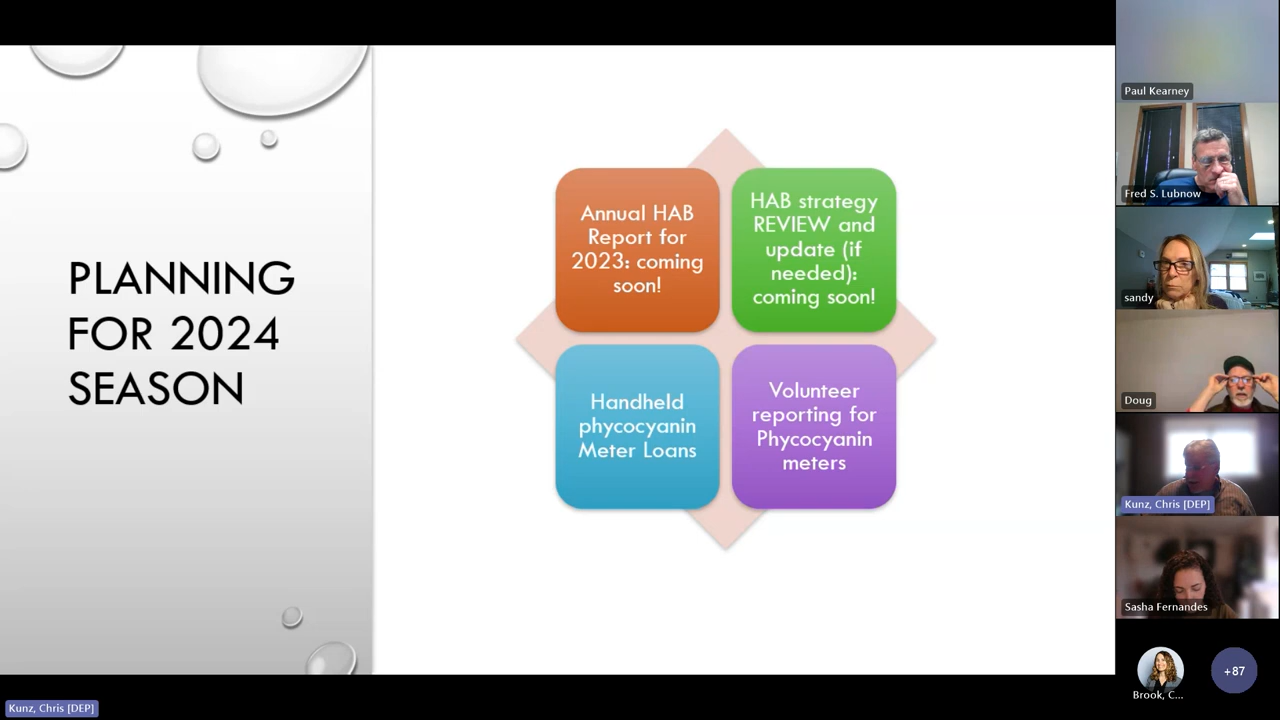 PLANNING
FOR 2024
SEASON
Annual HAB
Report for
2023: coming
soon!
HAB strategy
REVIEW and
update (if
needed):
coming soon!
Handheld
phycocyanin
Meter Loans
Volunteer
reporting for
Phycocyanin
meters
Paul Kearney
Fred S. Lubnow
sandy
Doug
Kunz, Chris [DEP]
Sasha Fernandes
Brook, C...
+87
Kunz, Chris [DEP]